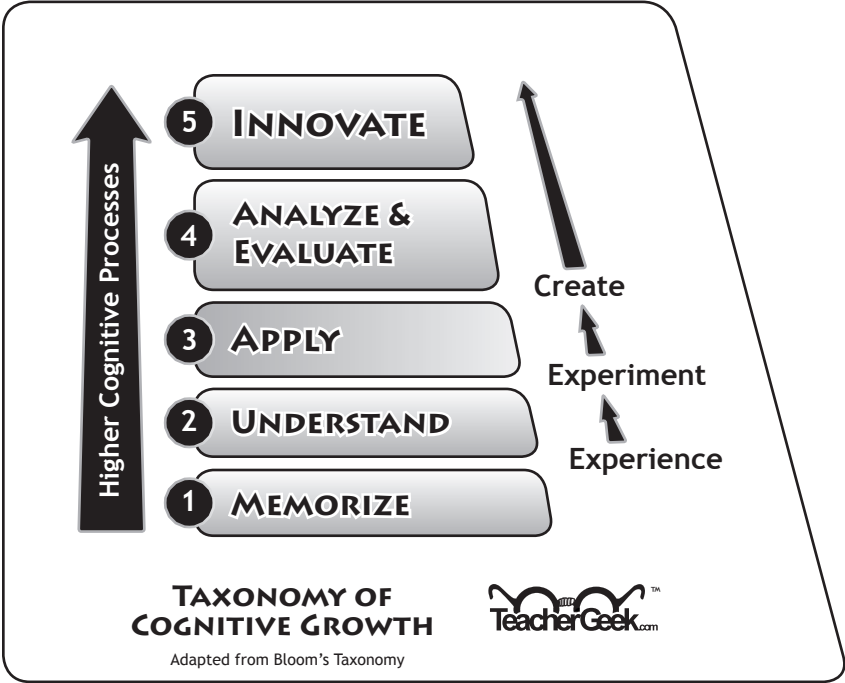 Higher Cognitive Processes
5 INNOVATE
4 ANALYZE &
EVALUATE
3 APPLY
2 UNDERSTAND
1 MEMORIZE
Create
Experiment
Experience
TAXONOMY OF
COGNITIVE GROWTH
Adapted from Bloom's Taxonomy
TeacherGeek.com ™